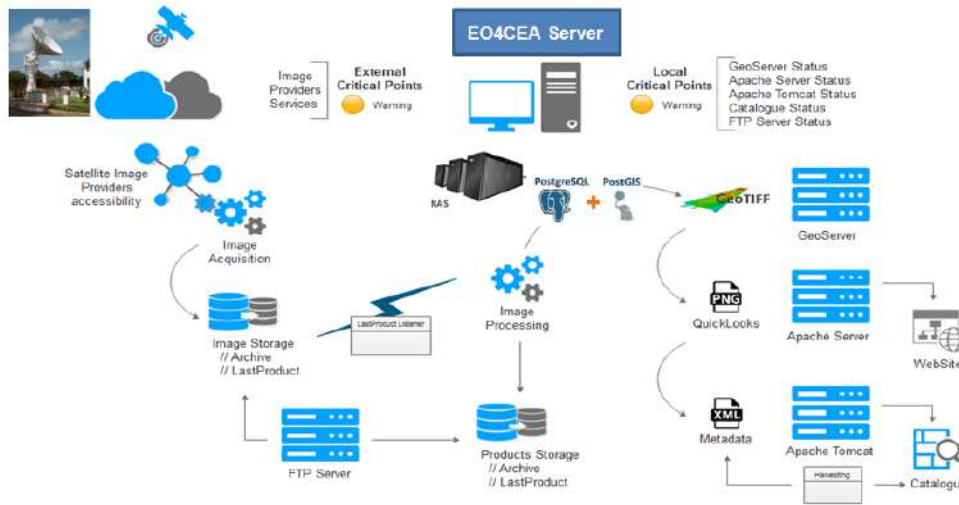 EO4CEA Server
Image
Providers
Services
External
Critical Points
Warning
Local
Critical Points
Warning
GeoServer Status
Apache Server Status
Apache Tomcat Status
Catalogue Status
FTP Server Status
Satellite Image
Providers
accessibility
Image
Acquisition
NAS
PostgreSQL
+
PostGIS
GeoTIFF
GeoServer
Image Storage
// Archive
// LastProduct
LastProduct Listener
Image
Processing
PNG
QuickLooks
Apache Server
WebSite
FTP Server
Products Storage
// Archive
// LastProduct
XML
Metadata
Apache Tomcat
Harvesting
Catalogue